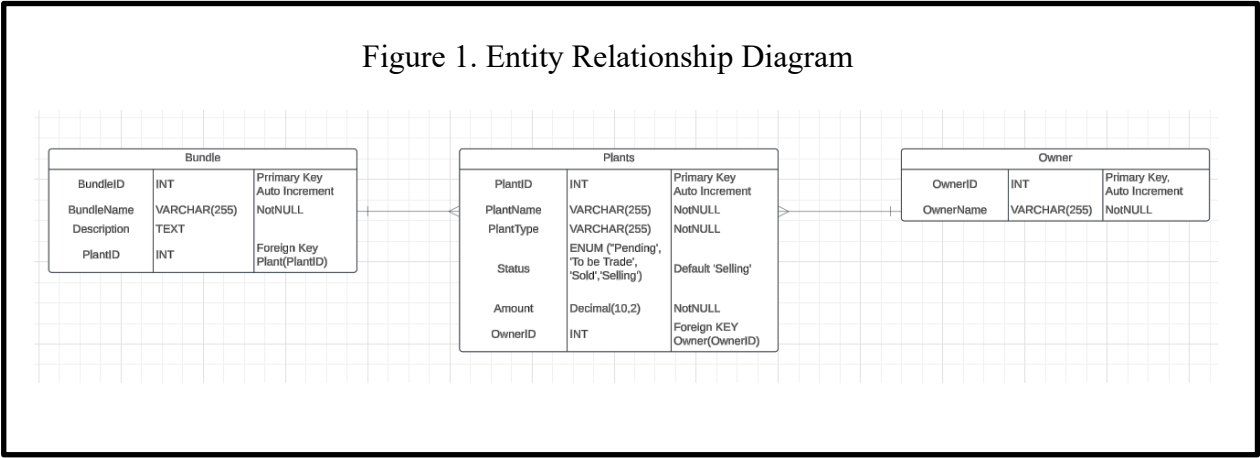 Figure 1. Entity Relationship Diagram
Bundle
BundleID INT Prrimary Key
Auto Increment
BundleName VARCHAR(255) NotNULL
Description TEXT
PlantID INT Foreign Key
Plant(PlantID)
Plants
PlantID INT Primary Key
Auto Increment
PlantName VARCHAR(255) NotNULL
PlantType VARCHAR(255) NotNULL
Status ENUM ("Pending',
'To be Trade',
'Sold','Selling')
Default 'Selling'
Amount Decimal(10,2) NotNULL
OwnerID INT Foreign KEY
Owner(OwnerID)
Owner
OwnerID INT Primary Key,
Auto Increment
OwnerName VARCHAR(255) NotNULL